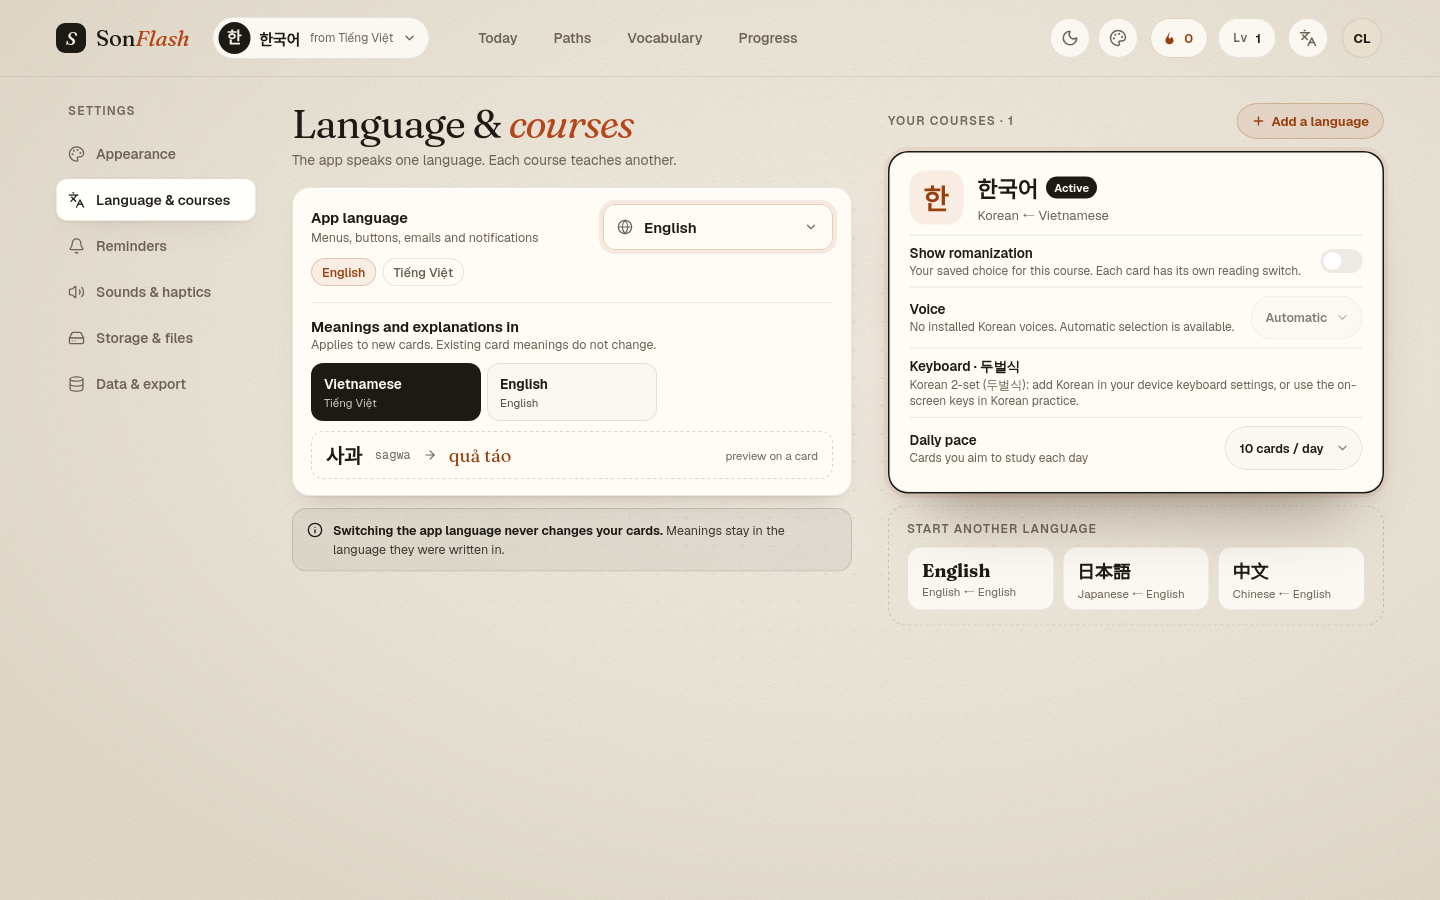 S SonFlash
한 한국어 from Tiếng Việt
Today Paths Vocabulary Progress
0
Lv 1
CL
SETTINGS
Appearance
Language & courses
Reminders
Sounds & haptics
Storage & files
Data & export
Language & courses
The app speaks one language. Each course teaches another.
App language
Menus, buttons, emails and notifications
English
English Tiếng Việt
Meanings and explanations in
Applies to new cards. Existing card meanings do not change.
Vietnamese
Tiếng Việt
English
English
사과 sagwa → quả táo preview on a card
Switching the app language never changes your cards. Meanings stay in the
language they were written in.
YOUR COURSES · 1
+ Add a language
한
한국어 Active
Korean ← Vietnamese
Show romanization
Your saved choice for this course. Each card has its own reading switch.
Voice
No installed Korean voices. Automatic selection is available.
Automatic
Keyboard · 두벌식
Korean 2-set (두벌식): add Korean in your device keyboard settings, or use the on-
screen keys in Korean practice.
Daily pace
Cards you aim to study each day
10 cards / day
START ANOTHER LANGUAGE
English
English ← English
日本語
Japanese ← English
中文
Chinese ← English